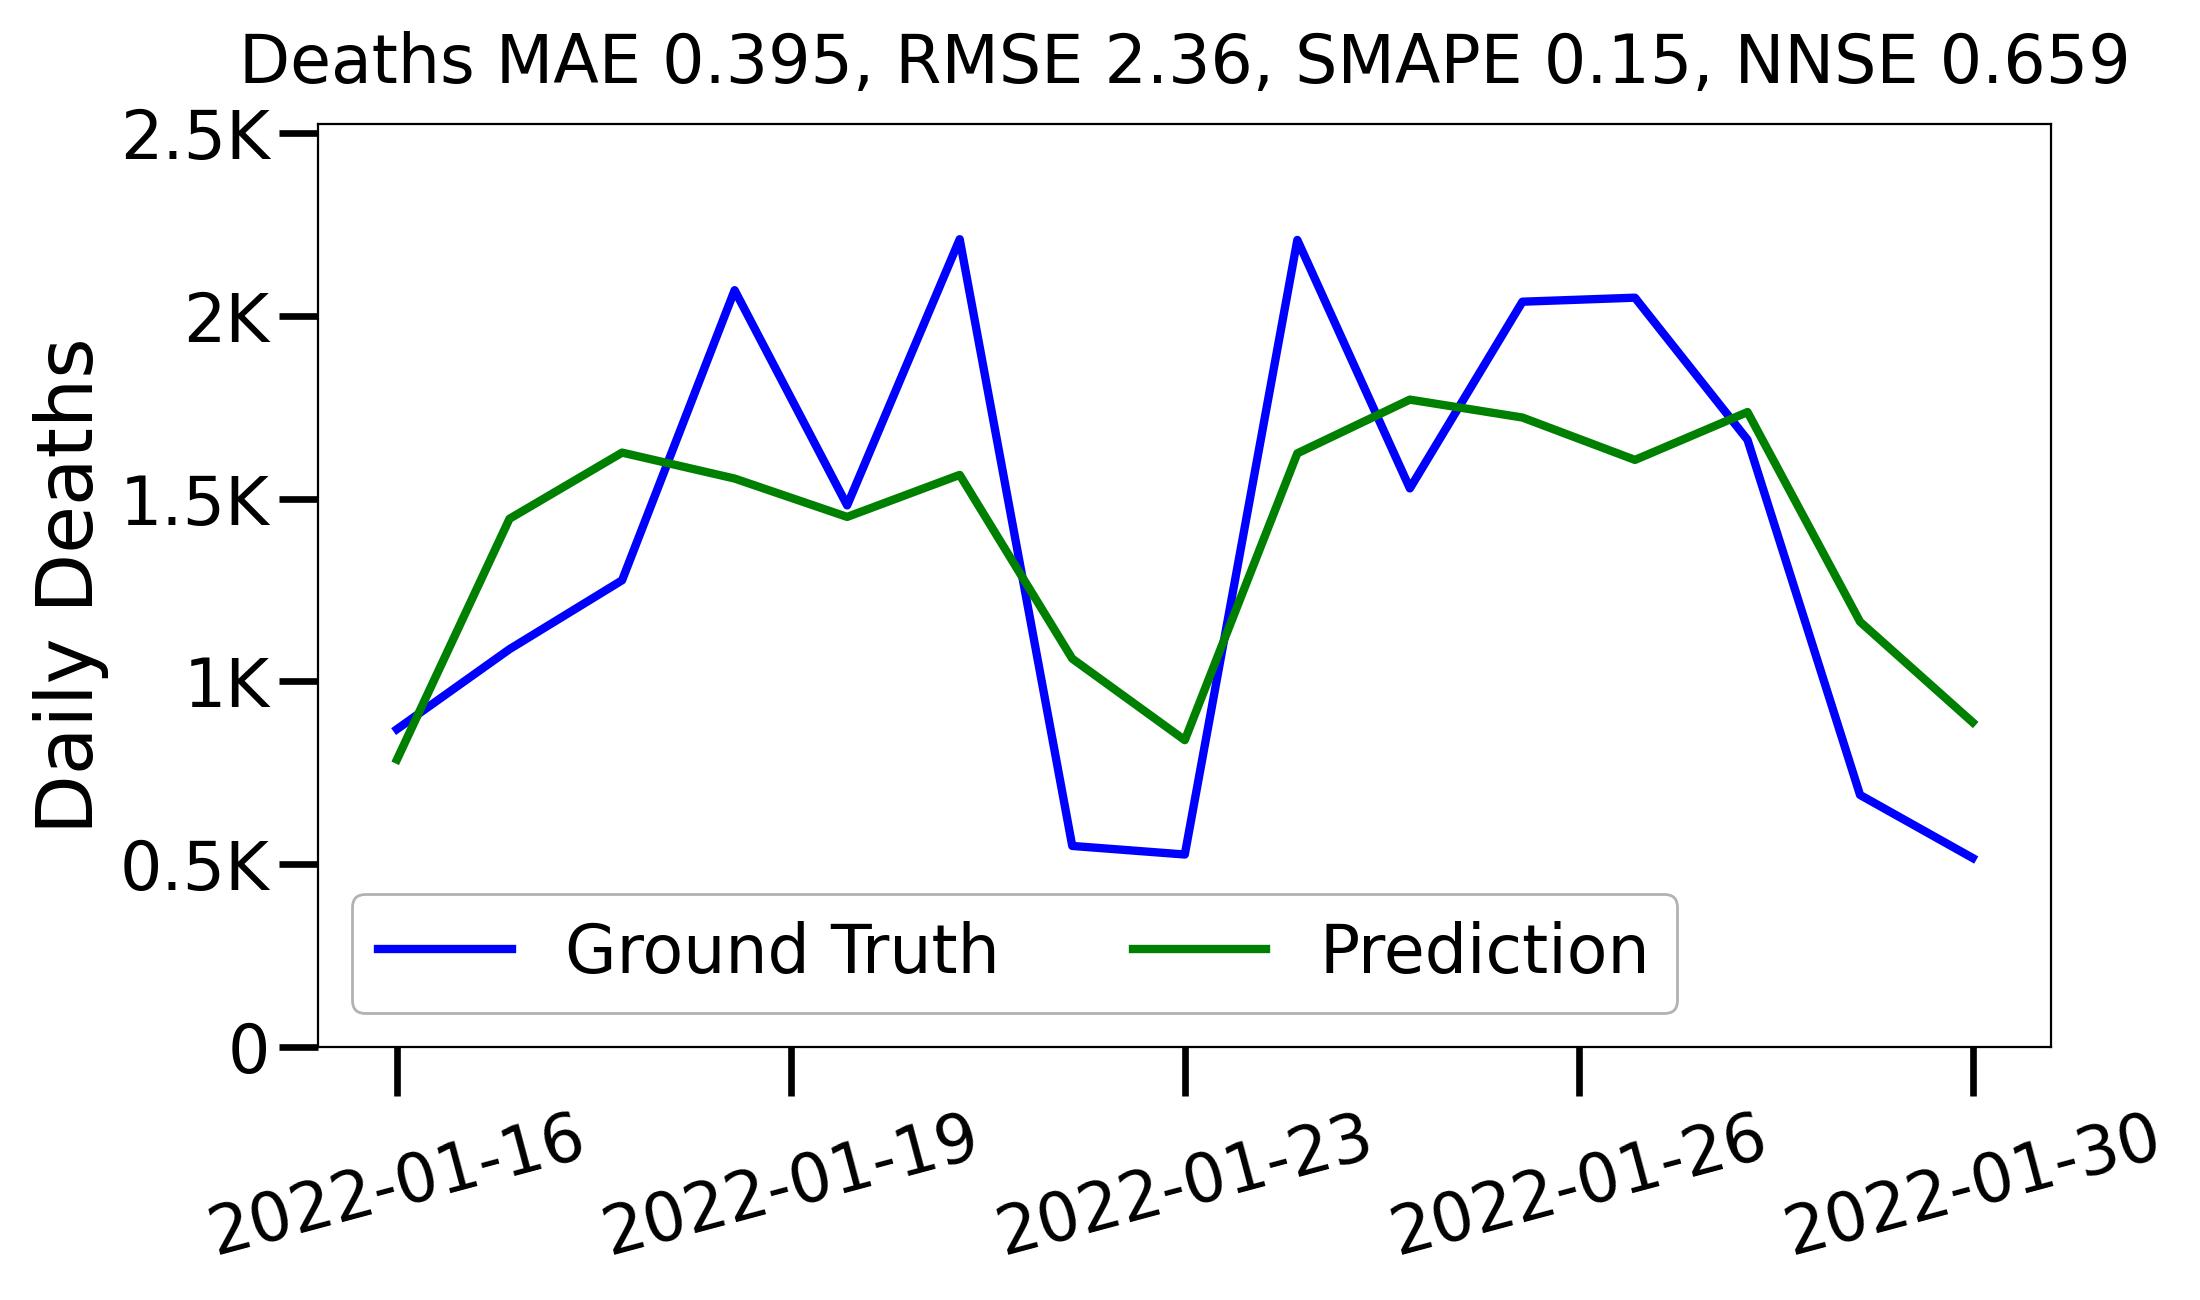 Deaths MAE 0.395, RMSE 2.36, SMAPE 0.15, NNSE 0.659
Daily Deaths
2.5K
2K
1.5K
1K
0.5K
0
Ground Truth
Prediction
2022-01-16
2022-01-19
2022-01-23
2022-01-26
2022-01-30